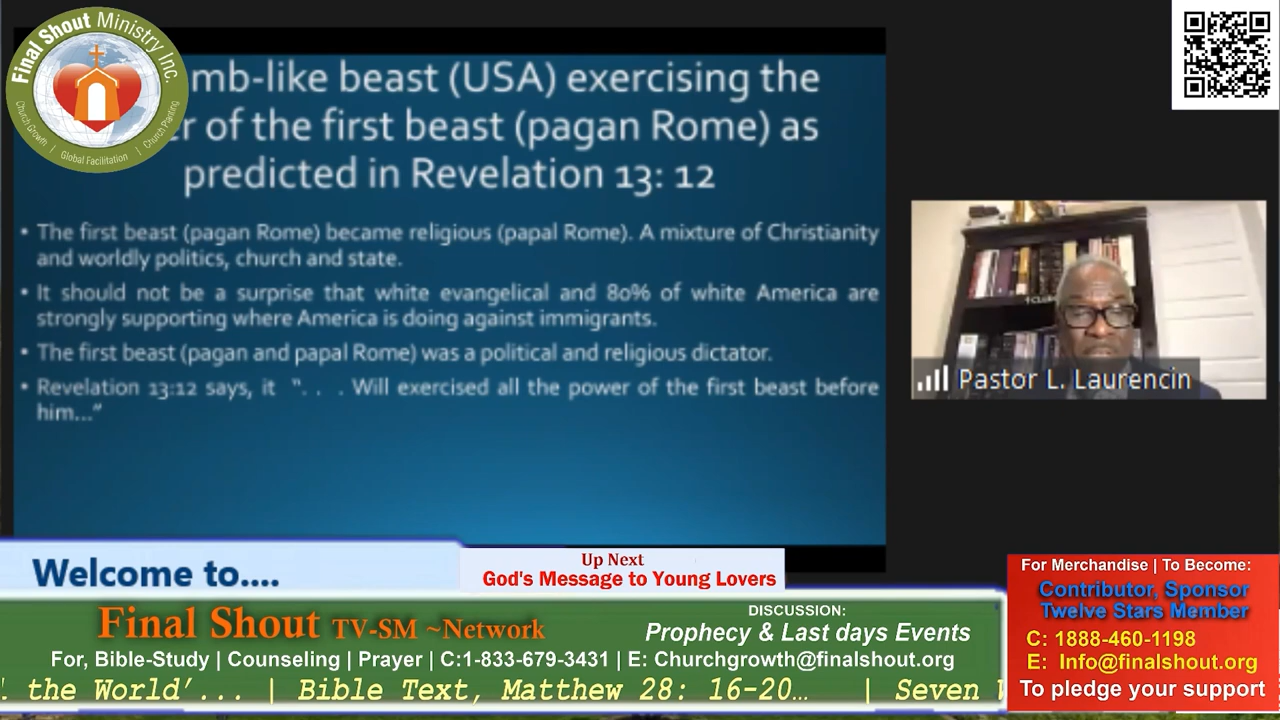 Final Shout Ministry Inc.
Church Growth | Global Facilitation | Church Planting
mb-like beast (USA) exercising the
r of the first beast (pagan Rome) as
predicted in Revelation 13: 12
• The first beast (pagan Rome) became religious (papal Rome). A mixture of Christianity
and worldly politics, church and state.
• It should not be a surprise that white evangelical and 80% of white America are
strongly supporting where America is doing against immigrants.
• The first beast (pagan and papal Rome) was a political and religious dictator.
• Revelation 13:12 says, it ". . . Will exercised all the power of the first beast before
him..."
Pastor L. Laurencin
Welcome to....
Up Next
God's Message to Young Lovers
Final Shout TV-SM ~Network
DISCUSSION:
Prophecy & Last days Events
For, Bible-Study | Counseling | Prayer | C:1-833-679-3431 | E: Churchgrowth@finalshout.org
the World'... | Bible Text, Matthew 28: 16-20... | Seven
For Merchandise | To Become:
Contributor, Sponsor
Twelve Stars Member
C: 1888-460-1198
E: Info@finalshout.org
To pledge your support